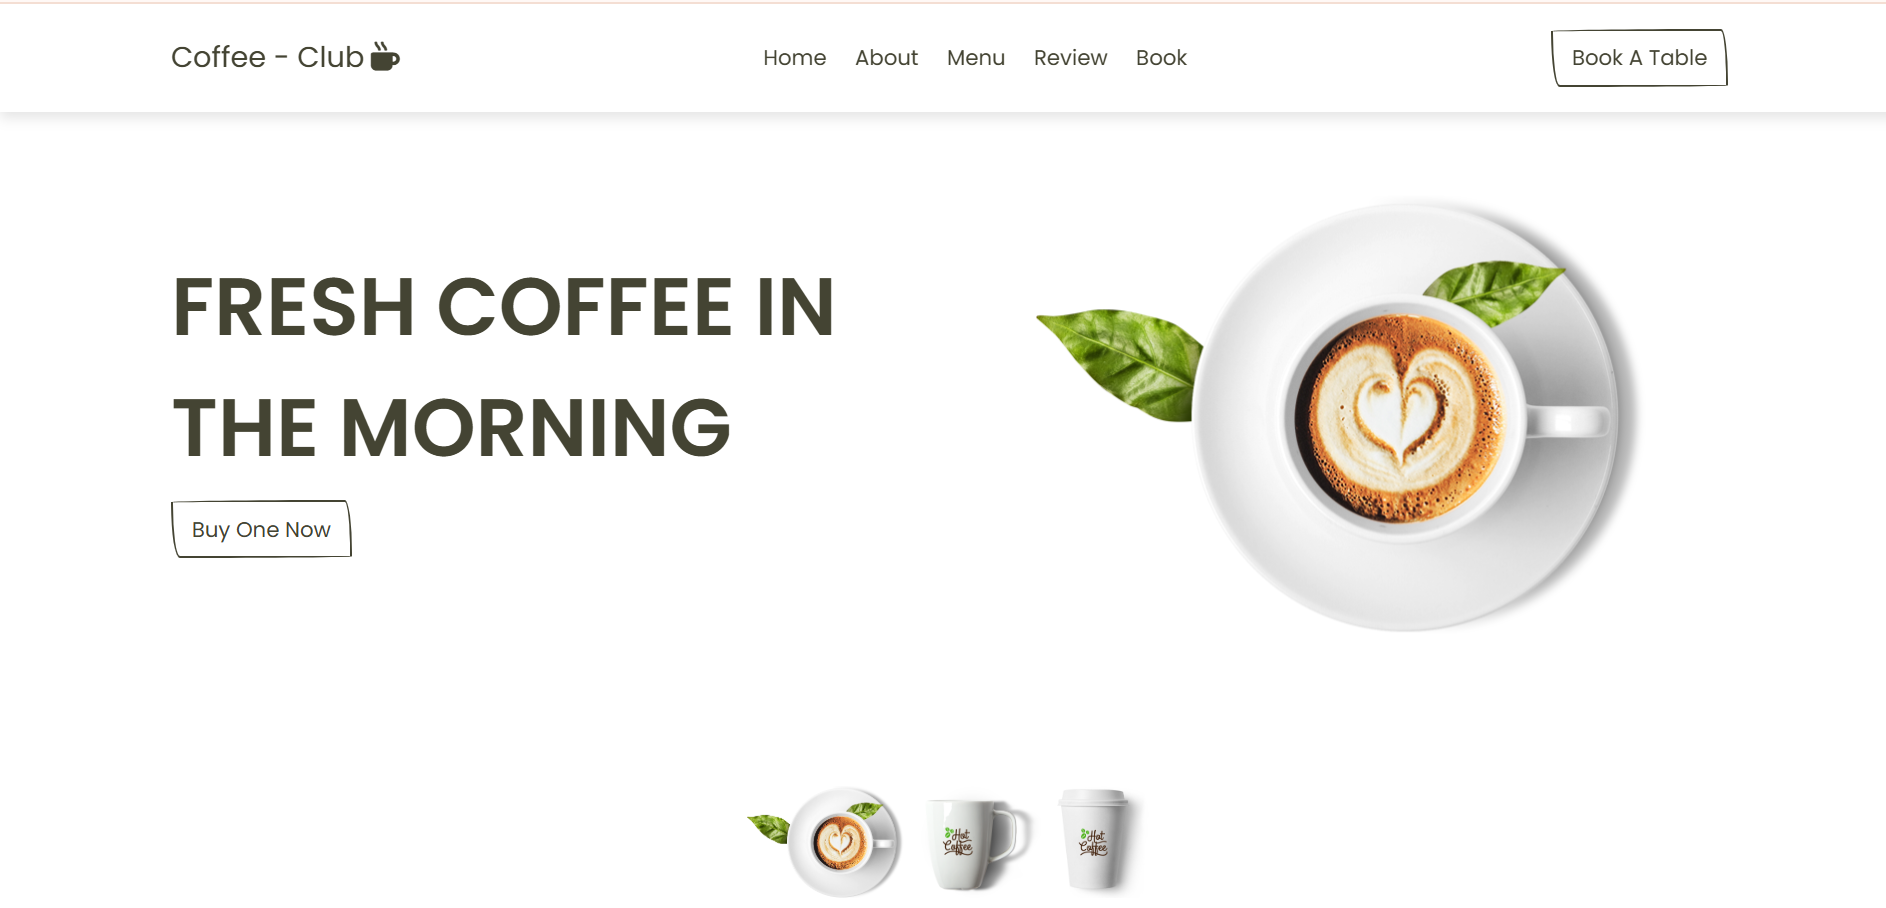 Coffee - Club
Home About Menu Review Book
Book A Table
FRESH COFFEE IN
THE MORNING
Buy One Now
Hot
Coffee
Hot
Coffee